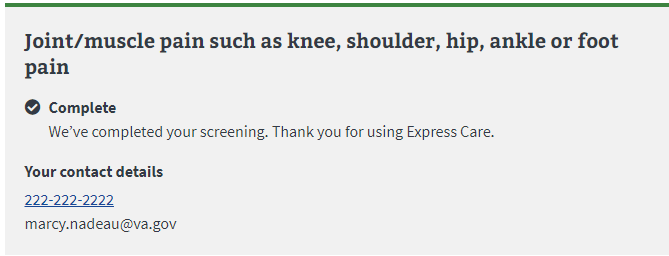 Joint/muscle pain such as knee, shoulder, hip, ankle or foot
pain
Complete
We’ve completed your screening. Thank you for using Express Care.
Your contact details
222-222-2222
marcy.nadeau@va.gov